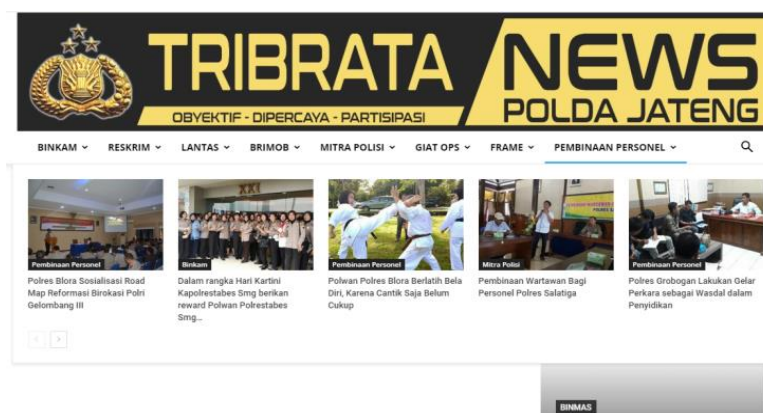 TRIBRATA NEWS
OBYEKTIF - DIPERCAYA - PARTISIPASI
POLDA JATENG
BINKAM RESKRIM LANTAS BRIMOB MITRA POLISI GIAT OPS FRAME PEMBINAAN PERSONEL
XXI
Pembinaan Personel
Polres Blora Sosialisasi Road
Map Reformasi Birokasi Polri
Gelombang III
Binkam
Dalam rangka Hari Kartini
Kapolrestabes Smg berikan
reward Polwan Polrestabes
Smg...
Pembinaan Personel
Polwan Polres Blora Berlatih Bela
Diri, Karena Cantik Saja Belum
Cukup
Mitra Polisi
Pembinaan Wartawan Bagi
Personel Polres Salatiga
Pembinaan Personel
Polres Grobogan Lakukan Gelar
Perkara sebagai Wasdal dalam
Penyidikan
BINMAS